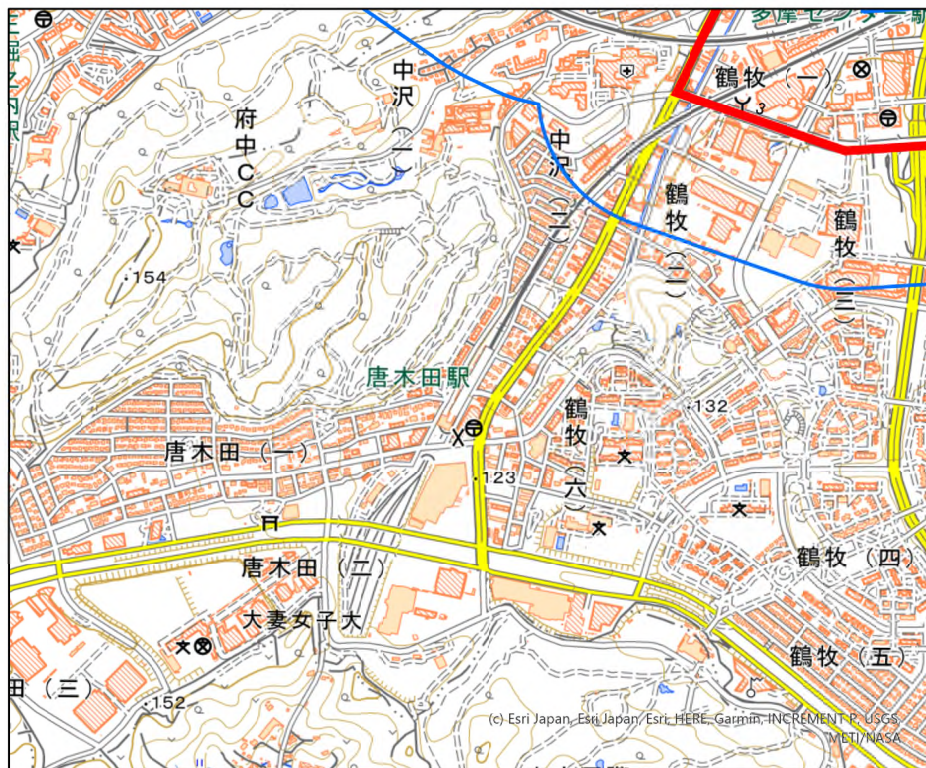 多摩センター駅
鶴牧（一）
3
中沢（一）
府中CC
中沢（二）
鶴牧（二）
鶴牧（三）
154
唐木田駅
132
鶴牧（六）
唐木田（一）
123
鶴牧（四）
唐木田（二）
大妻女子大
鶴牧（五）
田（三）
152
(c) Esri Japan, Esri Japan, Esri, HERE, Garmin, INCREMENT P, USGS,
METI/NASA